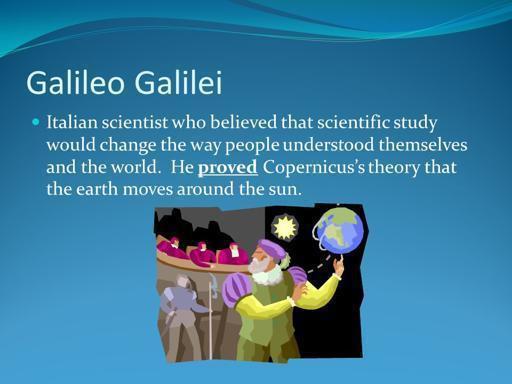 Galileo Galilei
Italian scientist who believed that scientific study
would change the way people understood themselves
and the world.  He proved Copernicus's theory that
the earth moves around the sun.